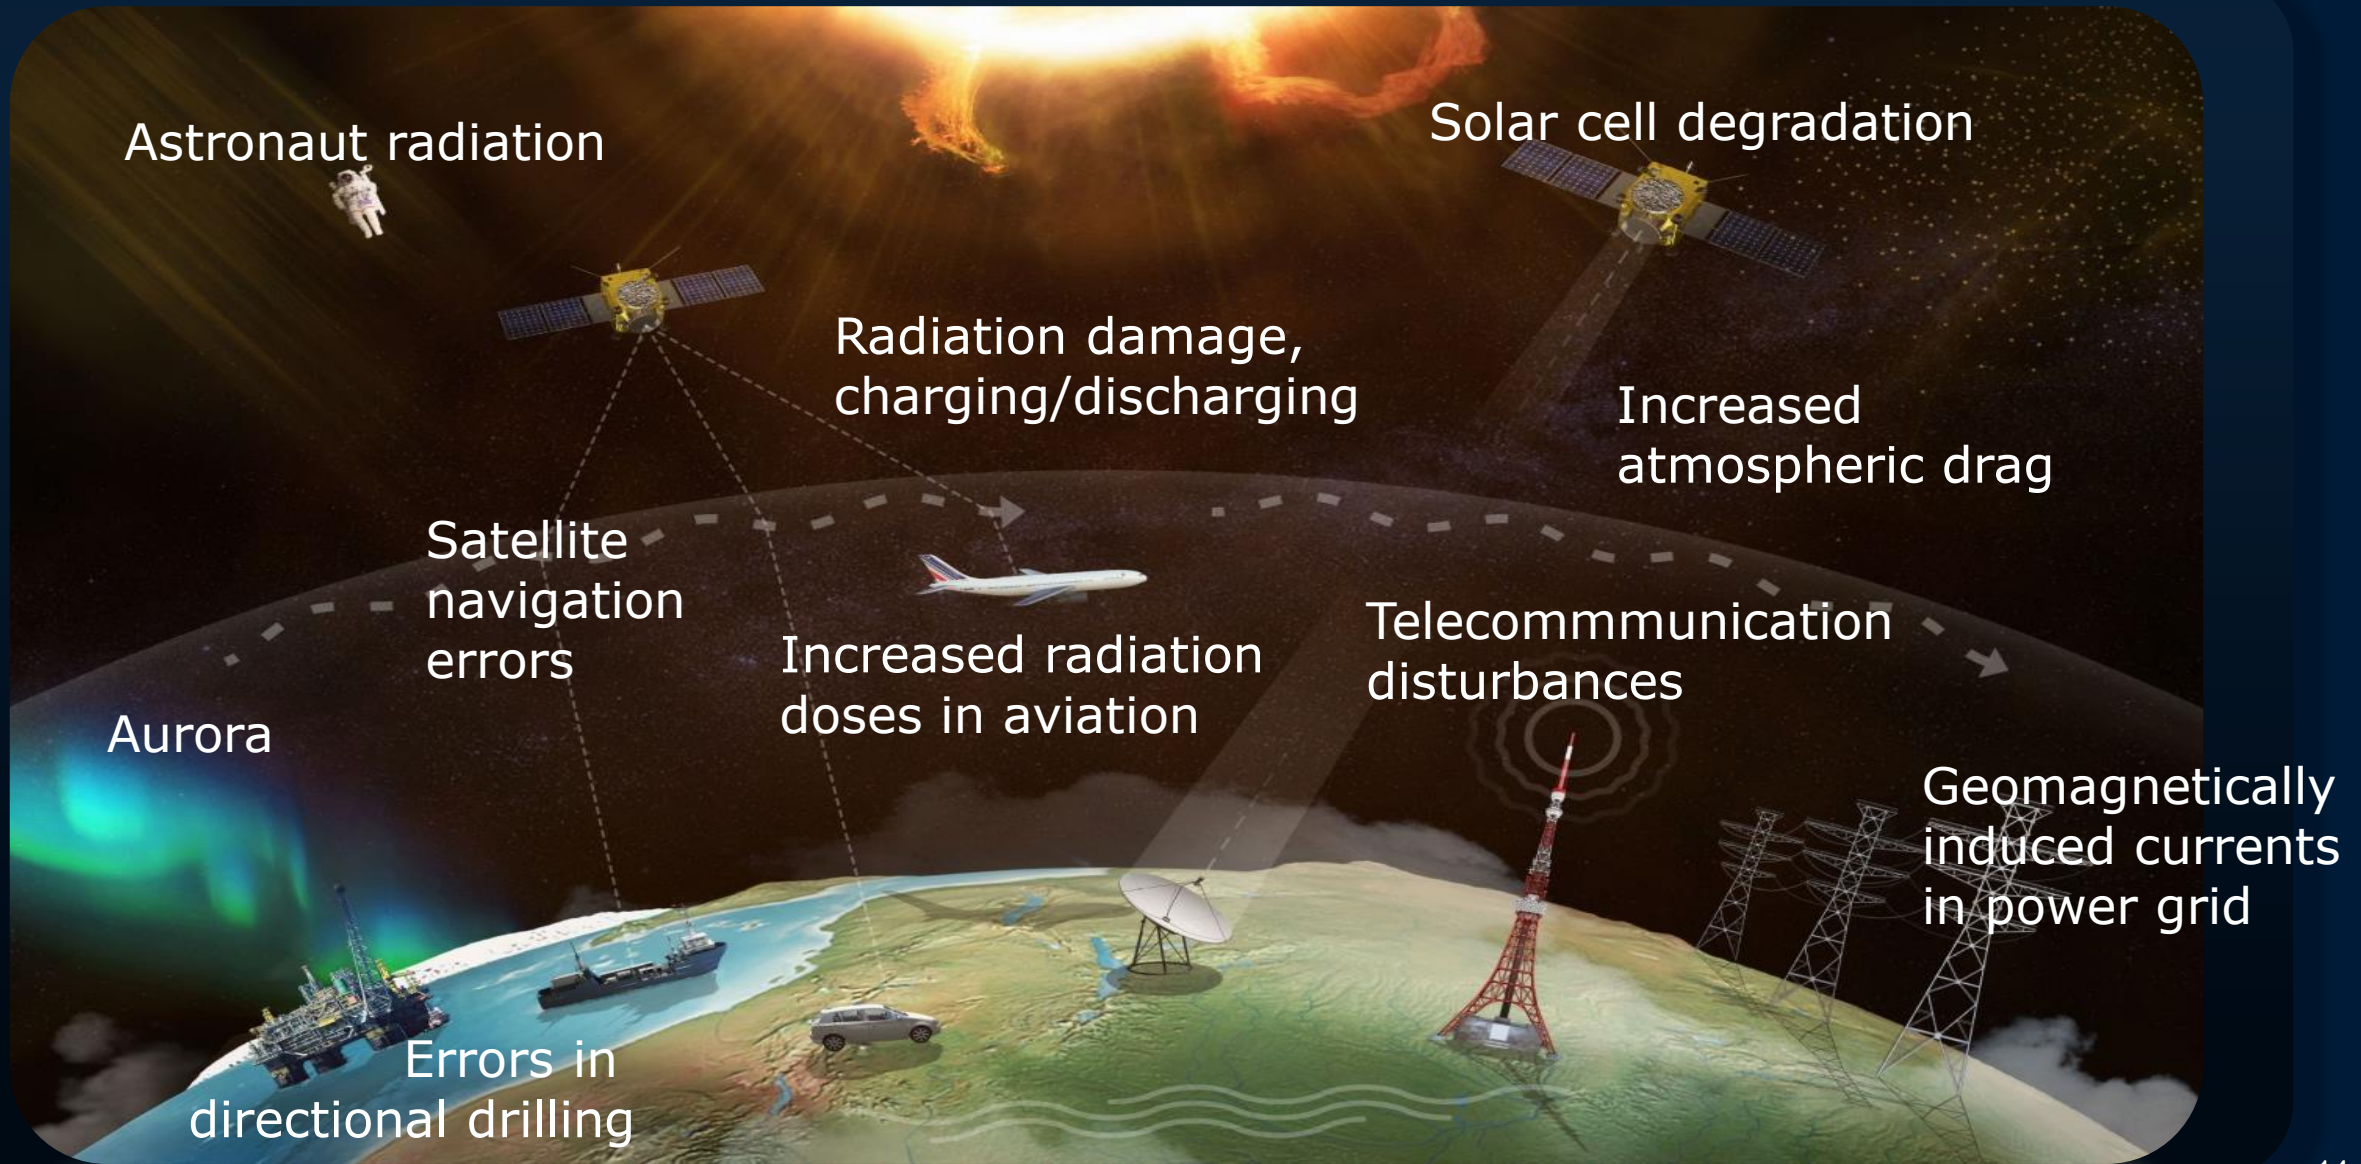 Astronaut radiation
Solar cell degradation
Radiation damage,
charging/discharging
Increased
atmospheric drag
Satellite
navigation
errors
Increased radiation
doses in aviation
Telecommmunication
disturbances
Aurora
Geomagnetically
induced currents
in power grid
Errors in
directional drilling